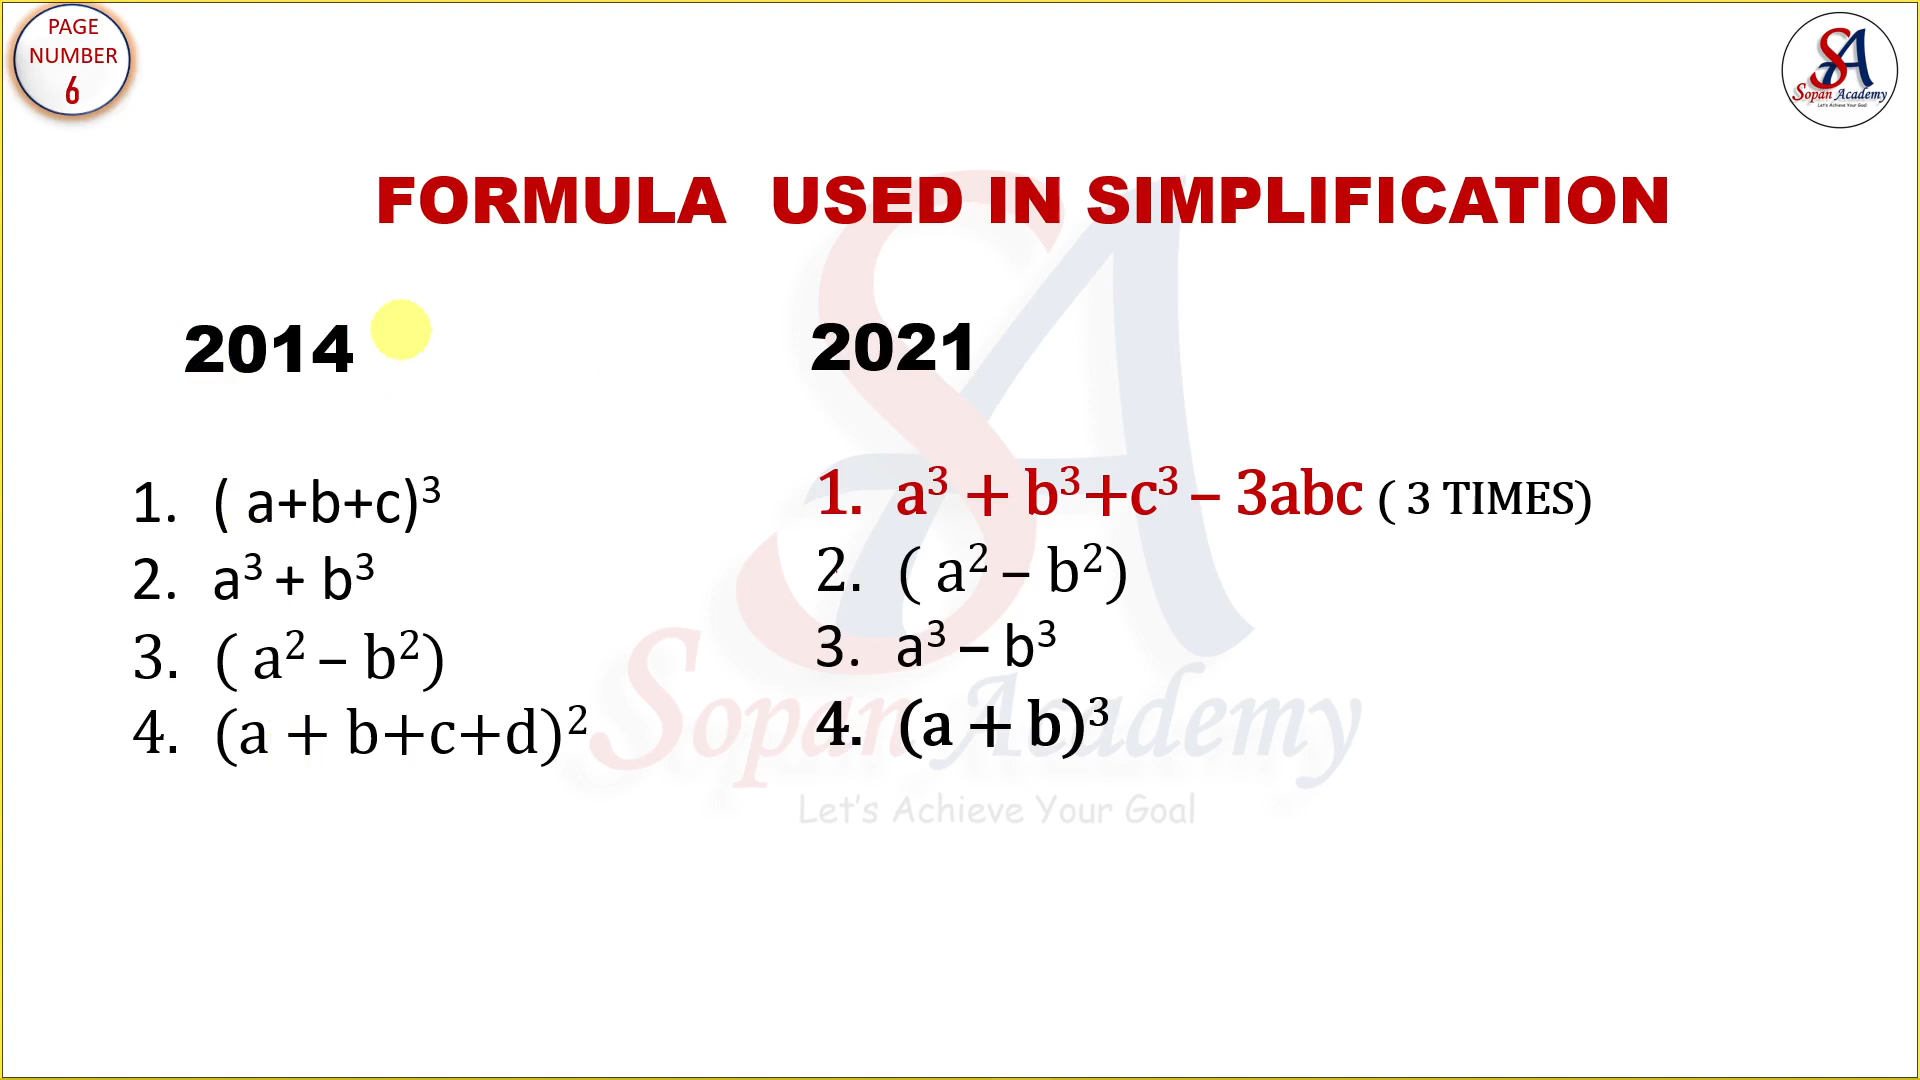 PAGE
NUMBER
6
SA
Sopan Academy
Let's Achieve Your Goal
FORMULA USED IN SIMPLIFICATION
2014
1. ( a+b+c)³
2. a³ + b³
3. ( a² – b²)
4. (a + b+c+d)²
2021
1. a³ + b³+c³ – 3abc ( 3 TIMES)
2. ( a² – b²)
3. a³ – b³
4. (a + b)³
SA
Sopan Academy
Let's Achieve Your Goal